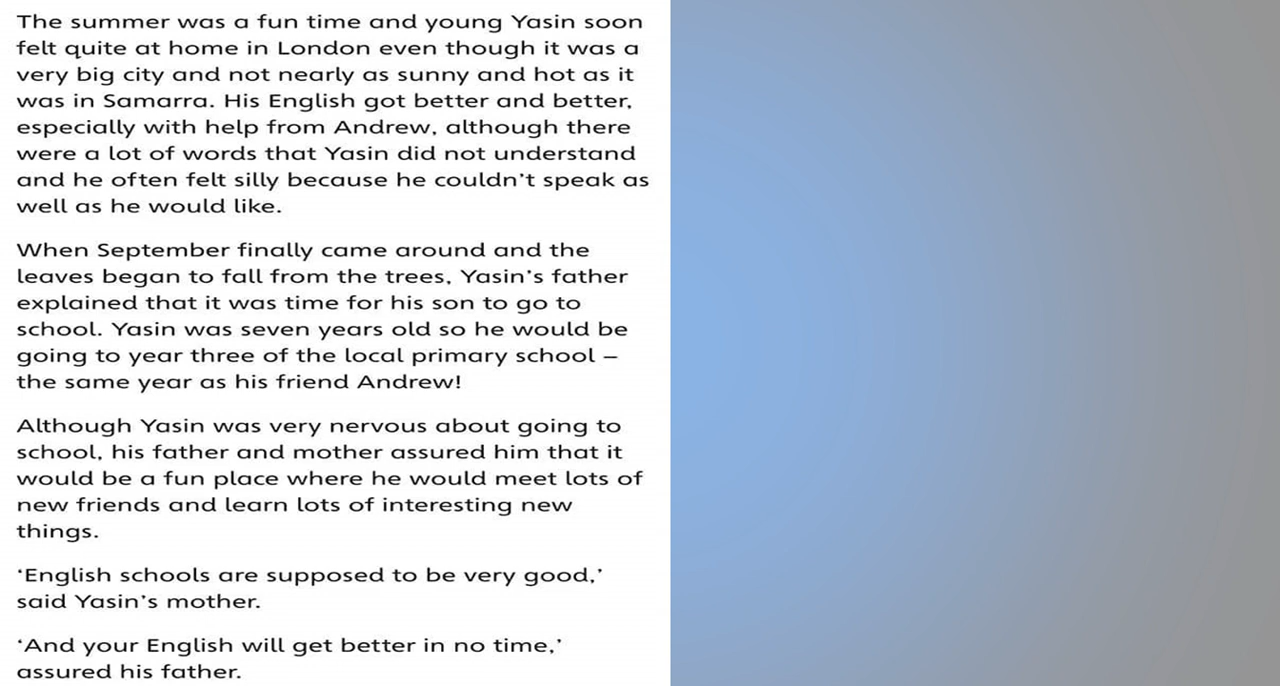 The summer was a fun time and young Yasin soon
felt quite at home in London even though it was a
very big city and not nearly as sunny and hot as it
was in Samarra. His English got better and better,
especially with help from Andrew, although there
were a lot of words that Yasin did not understand
and he often felt silly because he couldn’t speak as
well as he would like.
When September finally came around and the
leaves began to fall from the trees, Yasin’s father
explained that it was time for his son to go to
school. Yasin was seven years old so he would be
going to year three of the local primary school –
the same year as his friend Andrew!
Although Yasin was very nervous about going to
school, his father and mother assured him that it
would be a fun place where he would meet lots of
new friends and learn lots of interesting new
things.
‘English schools are supposed to be very good,’
said Yasin’s mother.
‘And your English will get better in no time,’
assured his father.